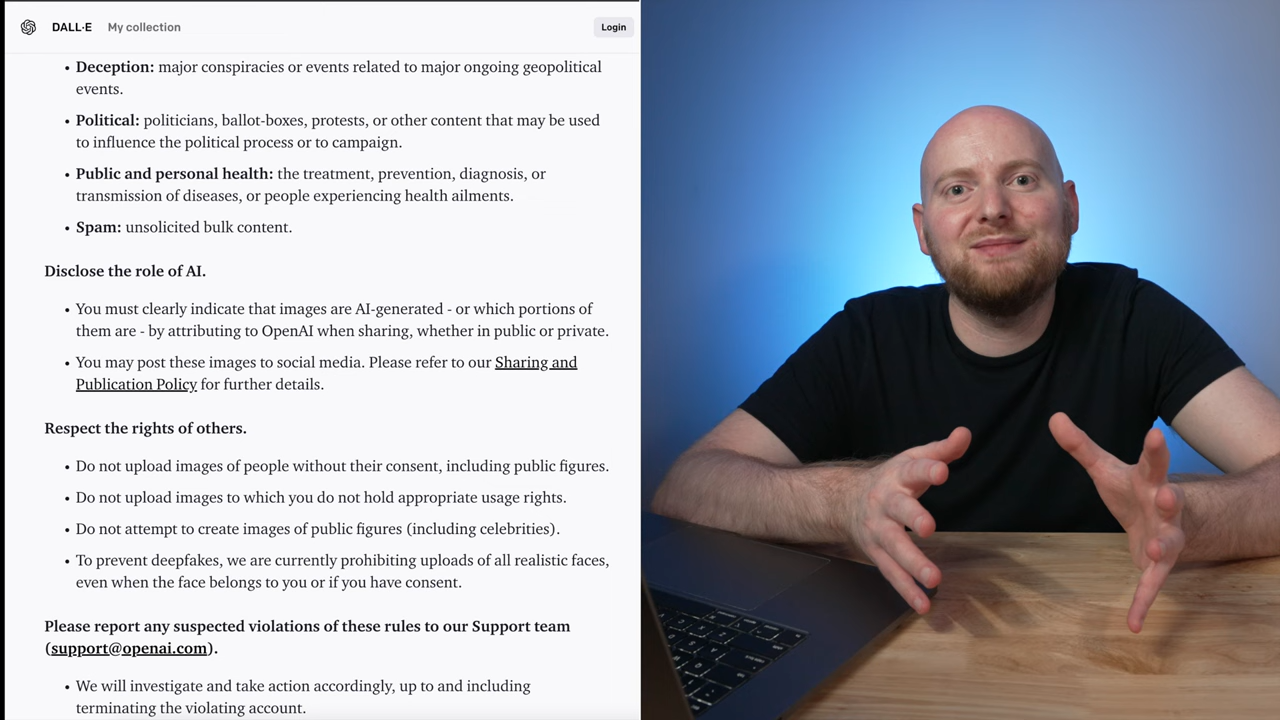 DALL·E My collection Login
• Deception: major conspiracies or events related to major ongoing geopolitical
events.
• Political: politicians, ballot-boxes, protests, or other content that may be used
to influence the political process or to campaign.
• Public and personal health: the treatment, prevention, diagnosis, or
transmission of diseases, or people experiencing health ailments.
• Spam: unsolicited bulk content.
Disclose the role of AI.
• You must clearly indicate that images are AI-generated - or which portions of
them are - by attributing to OpenAI when sharing, whether in public or private.
• You may post these images to social media. Please refer to our Sharing and
Publication Policy for further details.
Respect the rights of others.
• Do not upload images of people without their consent, including public figures.
• Do not upload images to which you do not hold appropriate usage rights.
• Do not attempt to create images of public figures (including celebrities).
• To prevent deepfakes, we are currently prohibiting uploads of all realistic faces,
even when the face belongs to you or if you have consent.
Please report any suspected violations of these rules to our Support team
(support@openai.com).
• We will investigate and take action accordingly, up to and including
terminating the violating account.